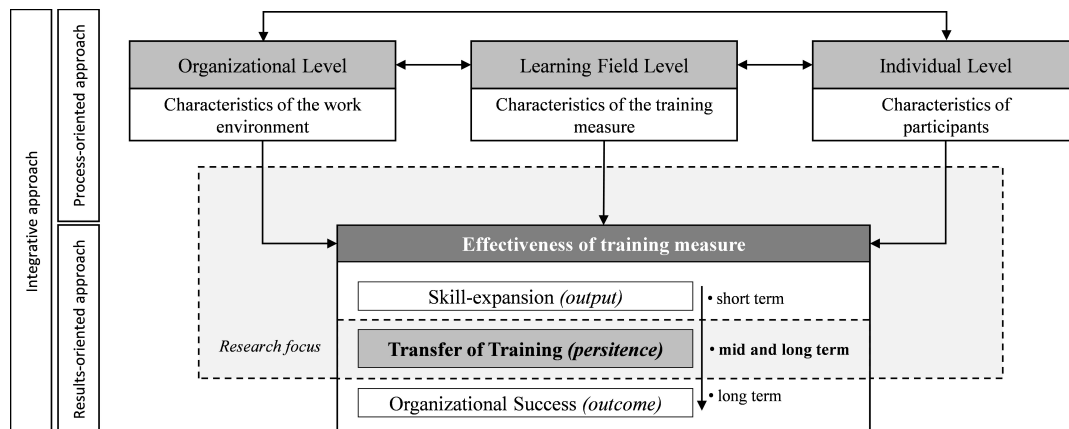 Integrative approach
Process-oriented approach
Results-oriented approach
Organizational Level
Characteristics of the work
environment
Learning Field Level
Characteristics of the training
measure
Individual Level
Characteristics of
participants
Effectiveness of training measure
Skill-expansion (output)
• short term
Research focus
Transfer of Training (persitence)
• mid and long term
Organizational Success (outcome)
• long term